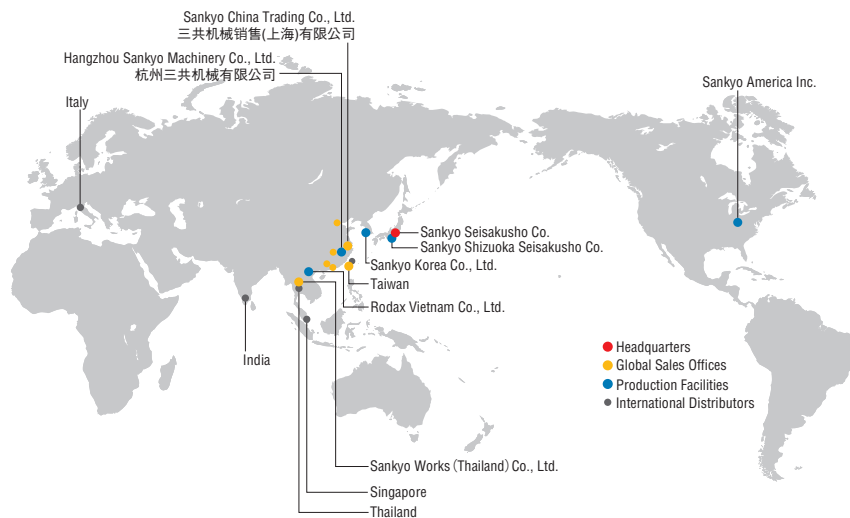 Sankyo China Trading Co., Ltd.
三共机械销售(上海)有限公司
Hangzhou Sankyo Machinery Co., Ltd.
杭州三共机械有限公司
Italy
Sankyo America Inc.
Sankyo Seisakusho Co.
Sankyo Shizuoka Seisakusho Co.
Sankyo Korea Co., Ltd.
Taiwan
Rodax Vietnam Co., Ltd.
India
Headquarters
Global Sales Offices
Production Facilities
International Distributors
Sankyo Works (Thailand) Co., Ltd.
Singapore
Thailand